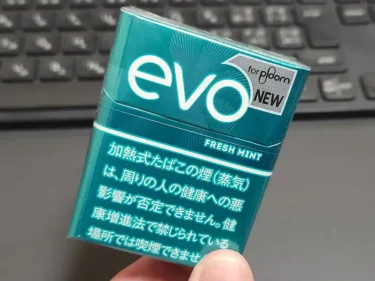 evo
for Ploom
NEW
FRESH MINT
加熱式たばこの煙(蒸気)
は、周りの人の健康への悪
影響が否定できません。健
康増進法で禁じられている
場所では喫煙できませ